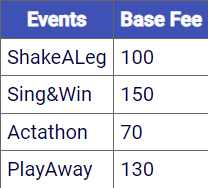 Events Base Fee
ShakeALeg 100
Sing&Win 150
Actathon 70
PlayAway 130